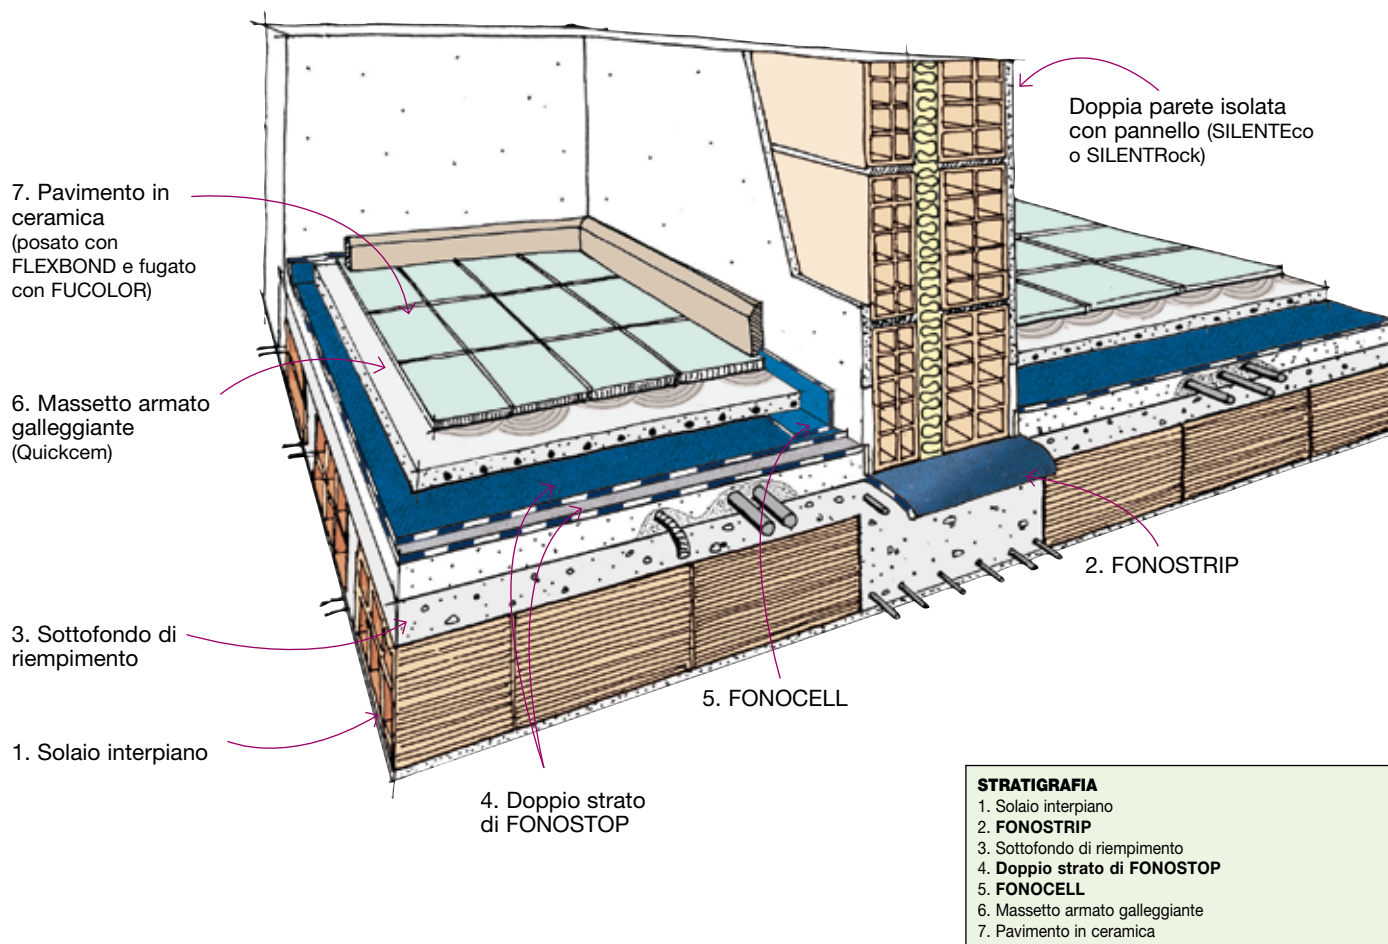 Doppia parete isolata
con pannello (SILENTEco
o SILENTRock)
7. Pavimento in
ceramica
(posato con
FLEXBOND e fugato
con FUCOLOR)
6. Massetto armato
galleggiante
(Quickcem)
2. FONOSTRIP
3. Sottofondo di
riempimento
5. FONOCELL
1. Solaio interpiano
4. Doppio strato
di FONOSTOP
STRATIGRAFIA
1. Solaio interpiano
2. FONOSTRIP
3. Sottofondo di riempimento
4. Doppio strato di FONOSTOP
5. FONOCELL
6. Massetto armato galleggiante
7. Pavimento in ceramica